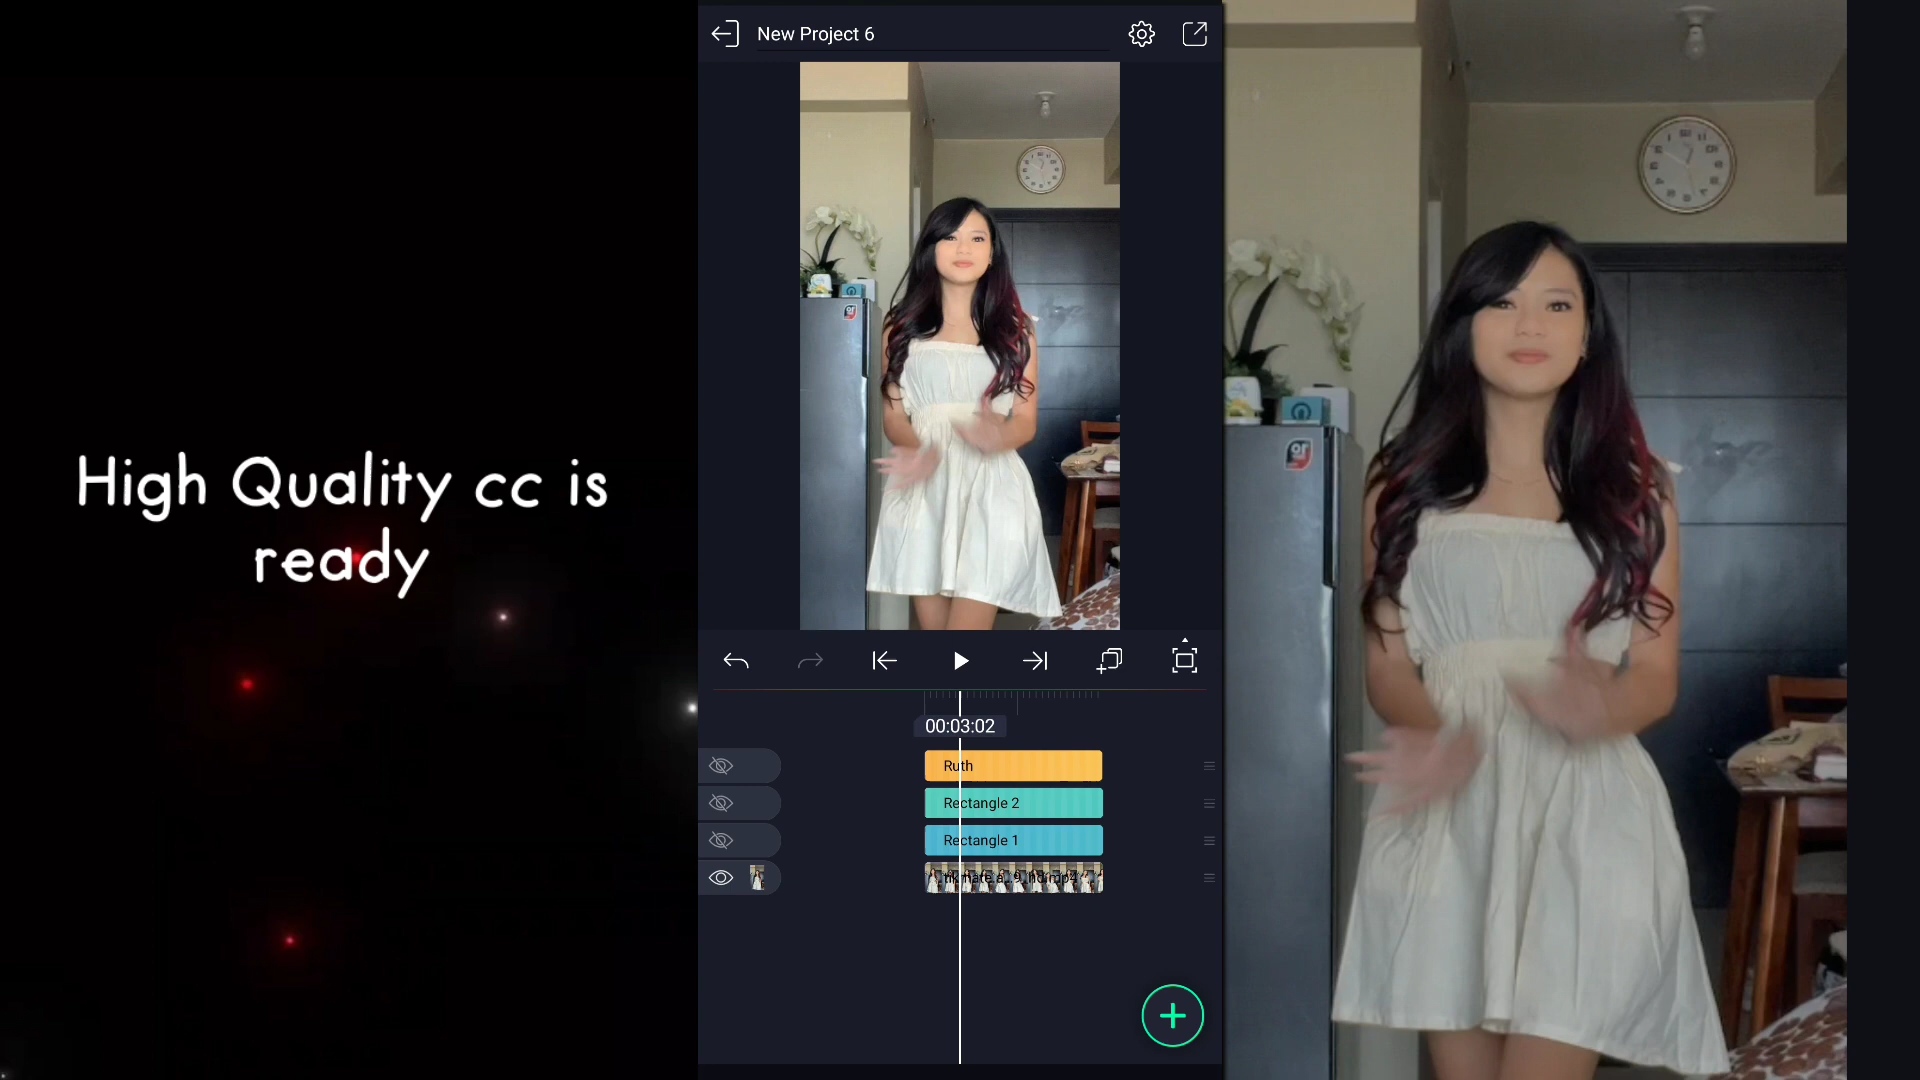 High Quality cc is
ready
New Project 6
00:03:02
Ruth
Rectangle 2
Rectangle 1